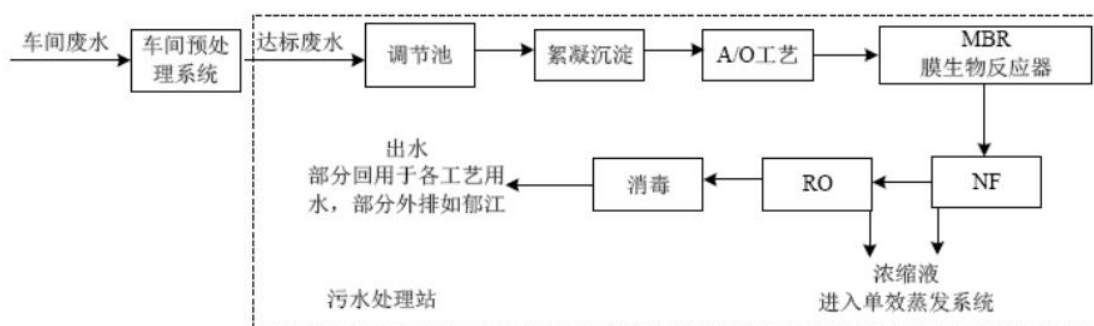 车间废水
车间预处
理系统
达标废水
调节池
絮凝沉淀
A/O工艺
MBR
膜生物反应器
出水
部分回用于各工艺用
水，部分外排如郁江
消毒
RO
NF
浓缩液
进入单效蒸发系统
污水处理站